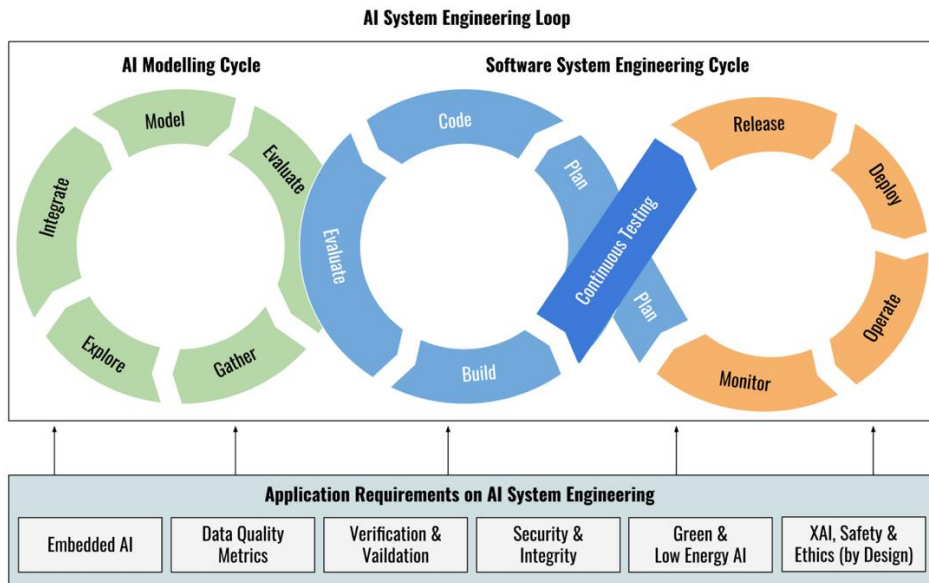 AI System Engineering Loop
AI Modelling Cycle
Software System Engineering Cycle
Model
Evaluate
Integrate
Explore
Gather
Code
Plan
Evaluate
Build
Continuous Testing
Plan
Release
Deploy
Operate
Monitor
Application Requirements on AI System Engineering
Embedded AI
Data Quality
Metrics
Verification &
Vaildation
Security &
Integrity
Green &
Low Energy AI
XAI, Safety &
Ethics (by Design)